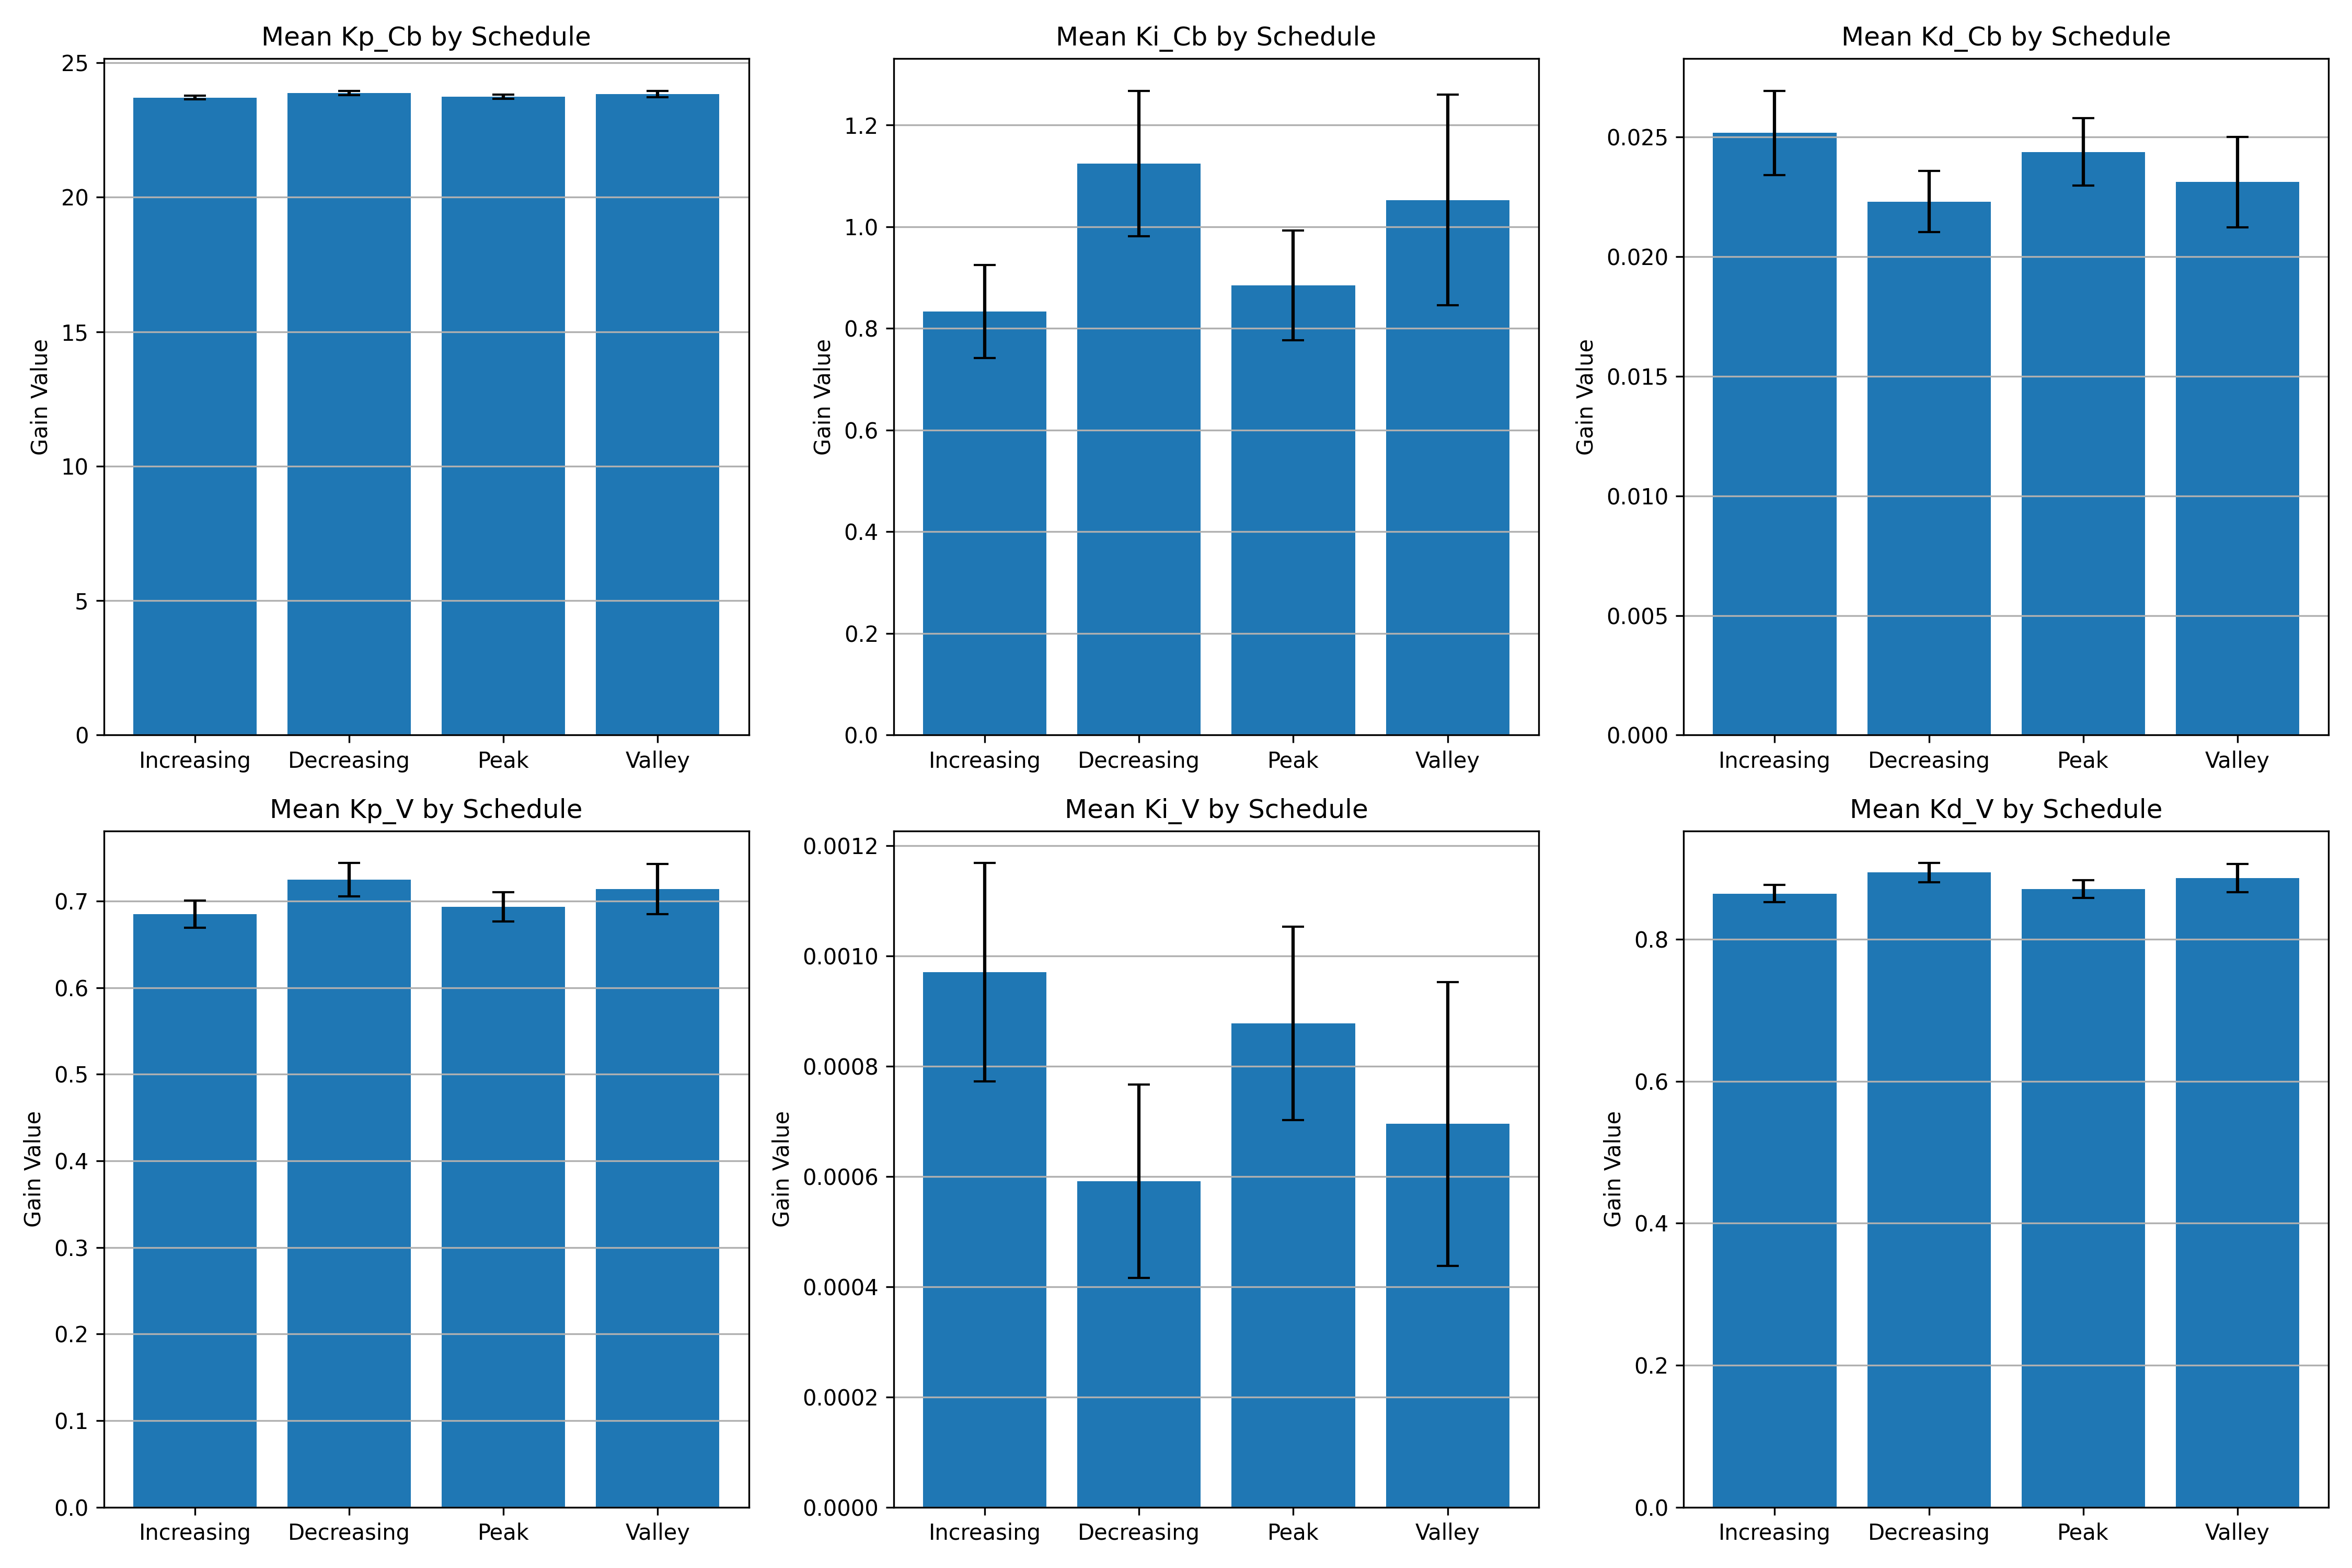 Mean Kp_Cb by Schedule
Gain Value
25
20
15
10
5
0
Increasing Decreasing Peak Valley
Mean Ki_Cb by Schedule
Gain Value
1.2
1.0
0.8
0.6
0.4
0.2
0.0
Increasing Decreasing Peak Valley
Mean Kd_Cb by Schedule
Gain Value
0.025
0.020
0.015
0.010
0.005
0.000
Increasing Decreasing Peak Valley
Mean Kp_V by Schedule
Gain Value
0.7
0.6
0.5
0.4
0.3
0.2
0.1
0.0
Increasing Decreasing Peak Valley
Mean Ki_V by Schedule
Gain Value
0.0012
0.0010
0.0008
0.0006
0.0004
0.0002
0.0000
Increasing Decreasing Peak Valley
Mean Kd_V by Schedule
Gain Value
0.8
0.6
0.4
0.2
0.0
Increasing Decreasing Peak Valley